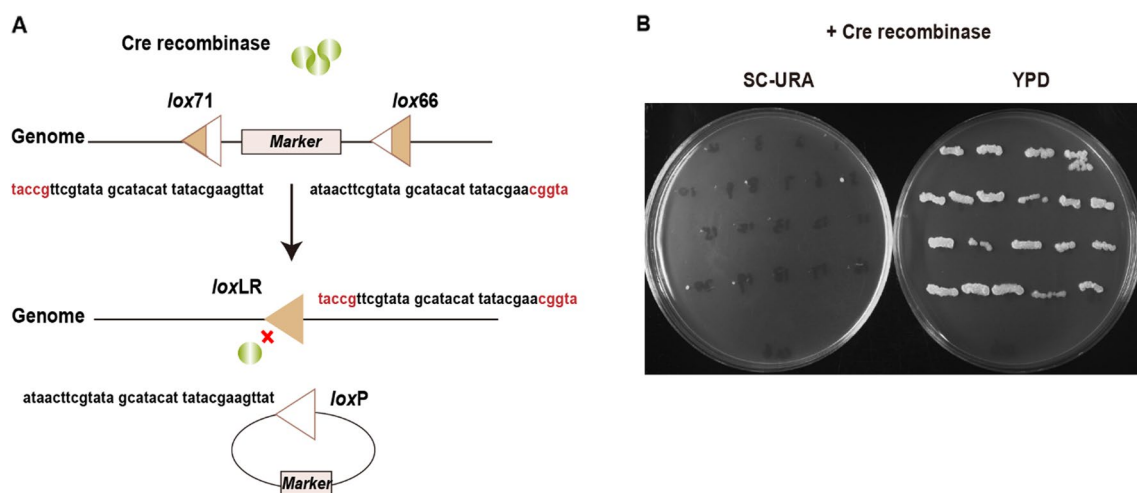 A
Cre recombinase
lox71
lox66
Genome
Marker
taccgttcgtata gcatacat tatacgaagttat
ataacttcgtata gcatacat tatacgaacggta
loxLR
taccgttcgtata gcatacat tatacgaacggta
Genome
ataacttcgtata gcatacat tatacgaagttat
loxP
Marker
B
+ Cre recombinase
SC-URA
YPD